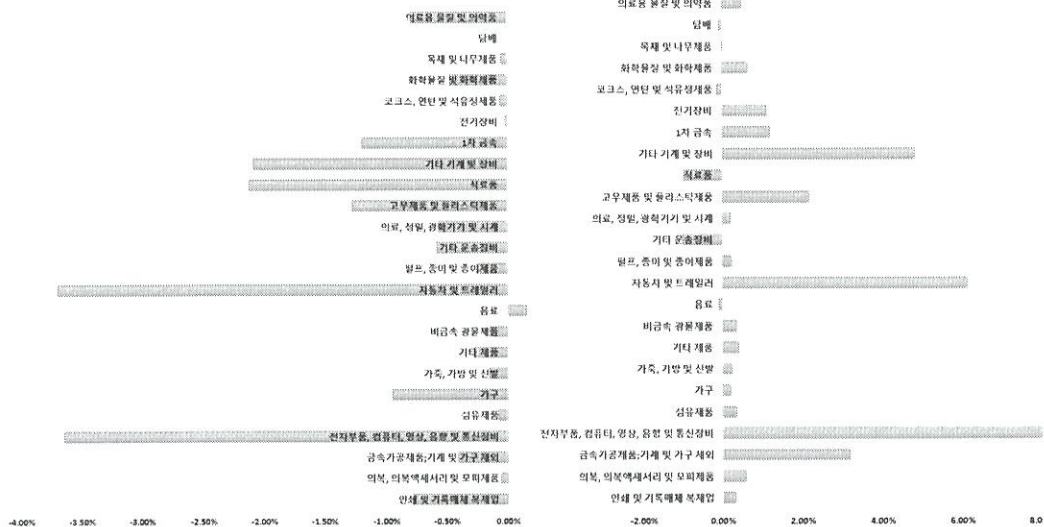 의료용 물질 및 의약품
담배
목재 및 나무제품
화학물질 및 화학제품
코크스, 연탄 및 석유정제품
전기장비
1차 금속
기타 기계 및 장비
식료품
고무제품 및 플라스틱제품
의료, 정밀, 광학기기 및 시계
기타 운송장비
펄프, 종이 및 종이제품
자동차 및 트레일러
음료
비금속 광물제품
기타 제품
가죽, 가방 및 신발
가구
섬유제품
전자부품, 컴퓨터, 영상, 음향 및 통신장비
금속가공제품;기계 및 가구 제외
의복, 의복액세서리 및 모피제품
인쇄 및 기록매체 복제업
-4.00% -3.50% -3.00% -2.50% -2.00% -1.50% -1.00% -0.50% 0.00%
의료용 물질 및 의약품
담배
목재 및 나무제품
화학물질 및 화학제품
코크스, 연탄 및 석유정제품
전기장비
1차 금속
기타 기계 및 장비
식료품
고무제품 및 플라스틱제품
의료, 정밀, 광학기기 및 시계
기타 운송장비
펄프, 종이 및 종이제품
자동차 및 트레일러
음료
비금속 광물제품
기타 제품
가죽, 가방 및 신발
가구
섬유제품
전자부품, 컴퓨터, 영상, 음향 및 통신장비
금속가공제품;기계 및 가구 제외
의복, 의복액세서리 및 모피제품
인쇄 및 기록매체 복제업
-2.00% 0.00% 2.00% 4.00% 6.00% 8.0